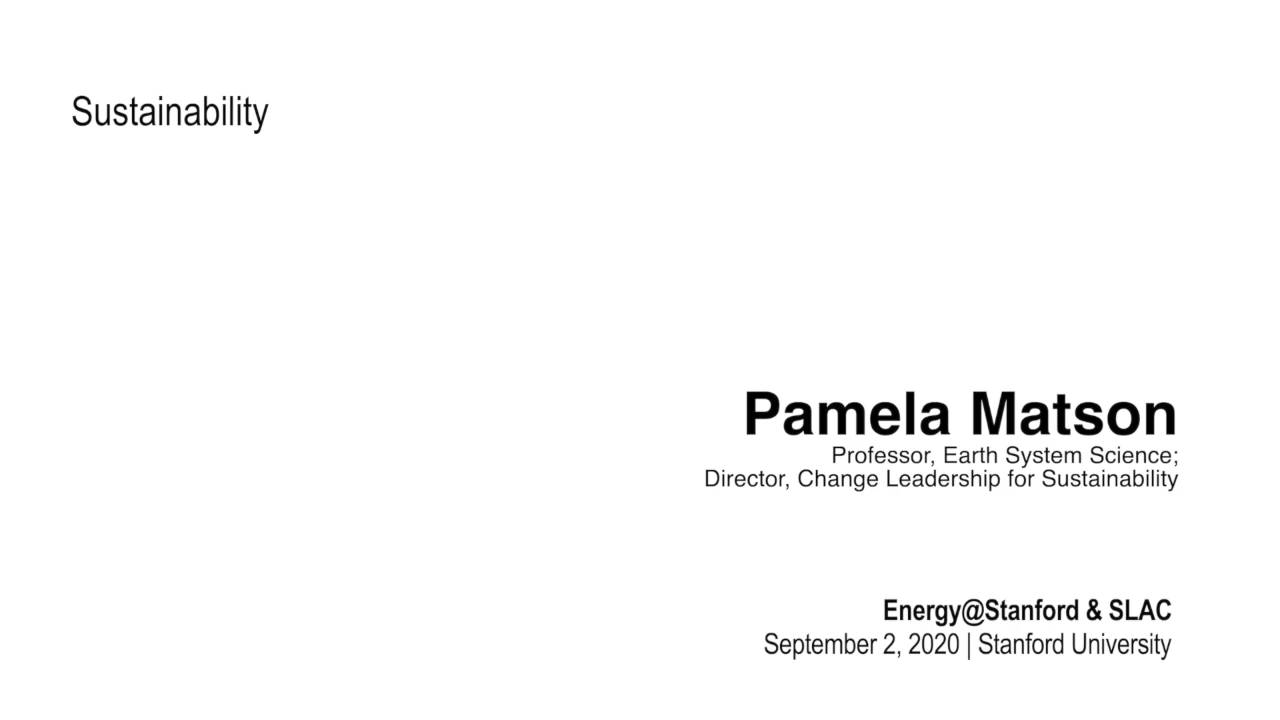 Sustainability
Pamela Matson
Professor, Earth System Science;
Director, Change Leadership for Sustainability
Energy@Stanford & SLAC
September 2, 2020 | Stanford University